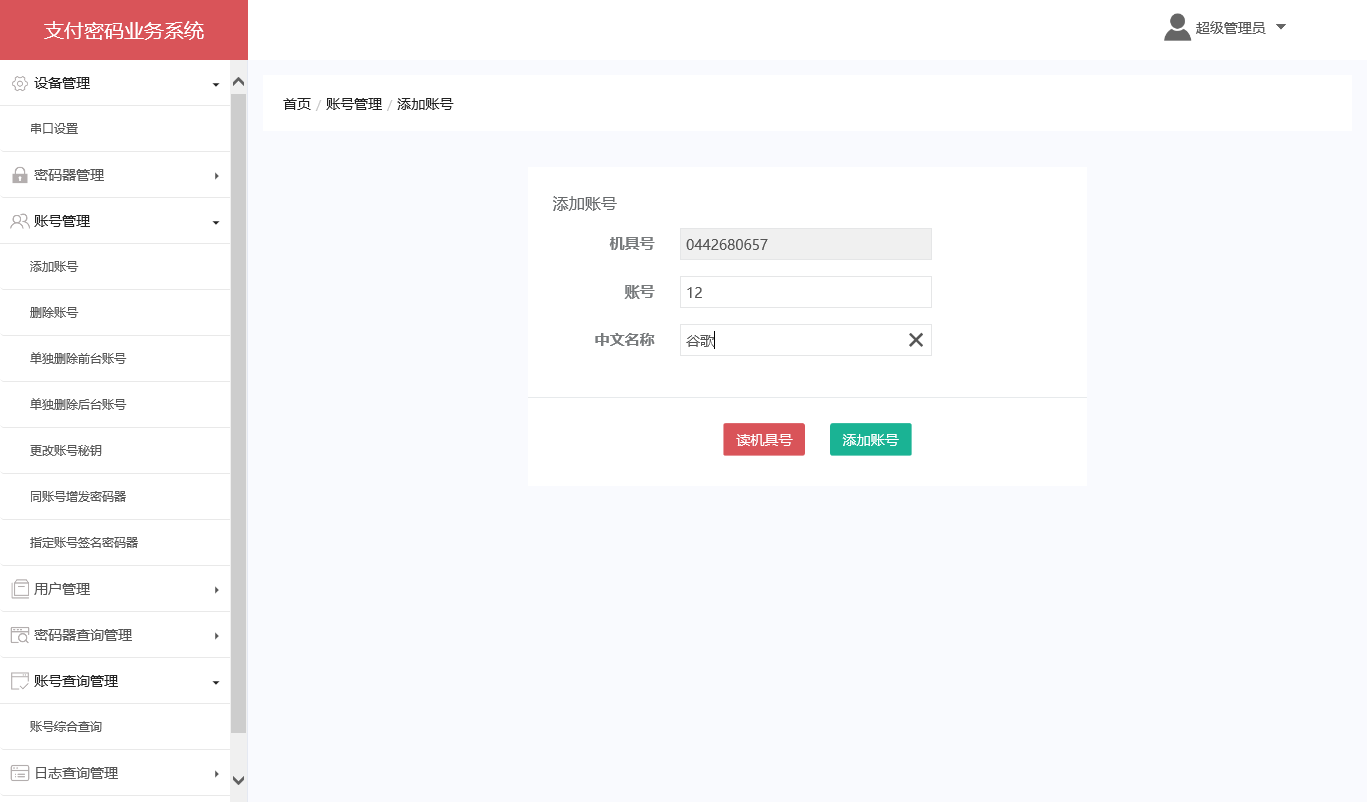 支付密码业务系统
超级管理员
设备管理
串口设置
密码器管理
账号管理
添加账号
删除账号
单独删除前台账号
单独删除后台账号
更改账号秘钥
同账号增发密码器
指定账号签名密码器
用户管理
密码器查询管理
账号查询管理
账号综合查询
日志查询管理
首页 / 账号管理 / 添加账号
添加账号
机具号 0442680657
账号 12
中文名称 谷歌
读机具号 添加账号